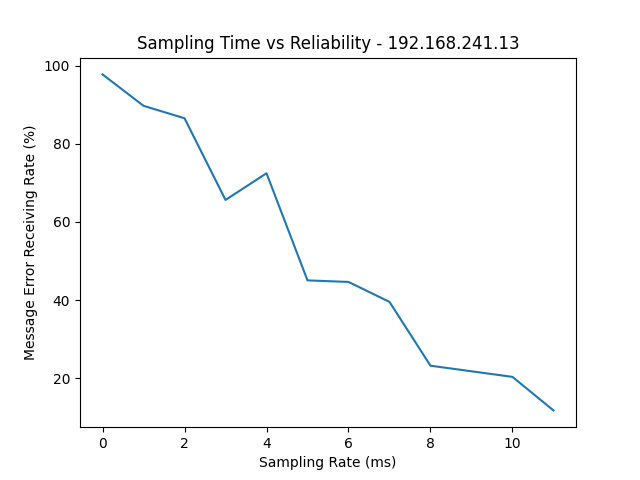 Sampling Time vs Reliability - 192.168.241.13
100
80
60
40
20
Message Error Receiving Rate (%)
0 2 4 6 8 10
Sampling Rate (ms)